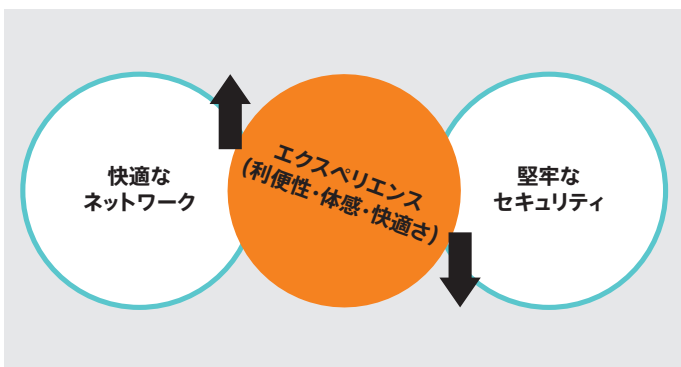 快適な
ネットワーク
エクスペリエンス
(利便性・体感・快適さ)
堅牢な
セキュリティ